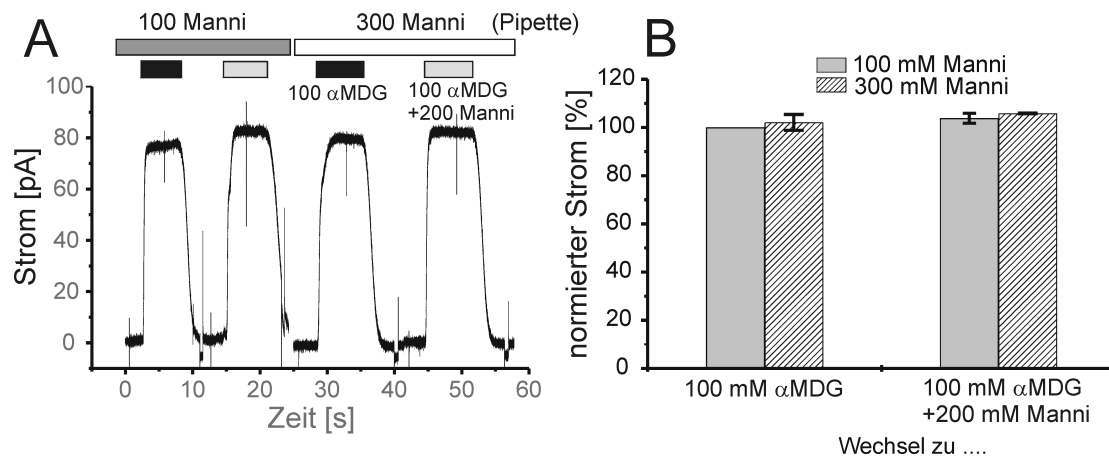 A
100 Manni
300 Manni
(Pipette)
100 αMDG
100 αMDG
+200 Manni
Strom [pA]
100
80
60
40
20
0
0
10
20
30
40
50
60
Zeit [s]
B
100 mM Manni
300 mM Manni
normierter Strom [%]
120
100
80
60
40
20
0
100 mM αMDG
100 mM αMDG
+200 mM Manni
Wechsel zu ....